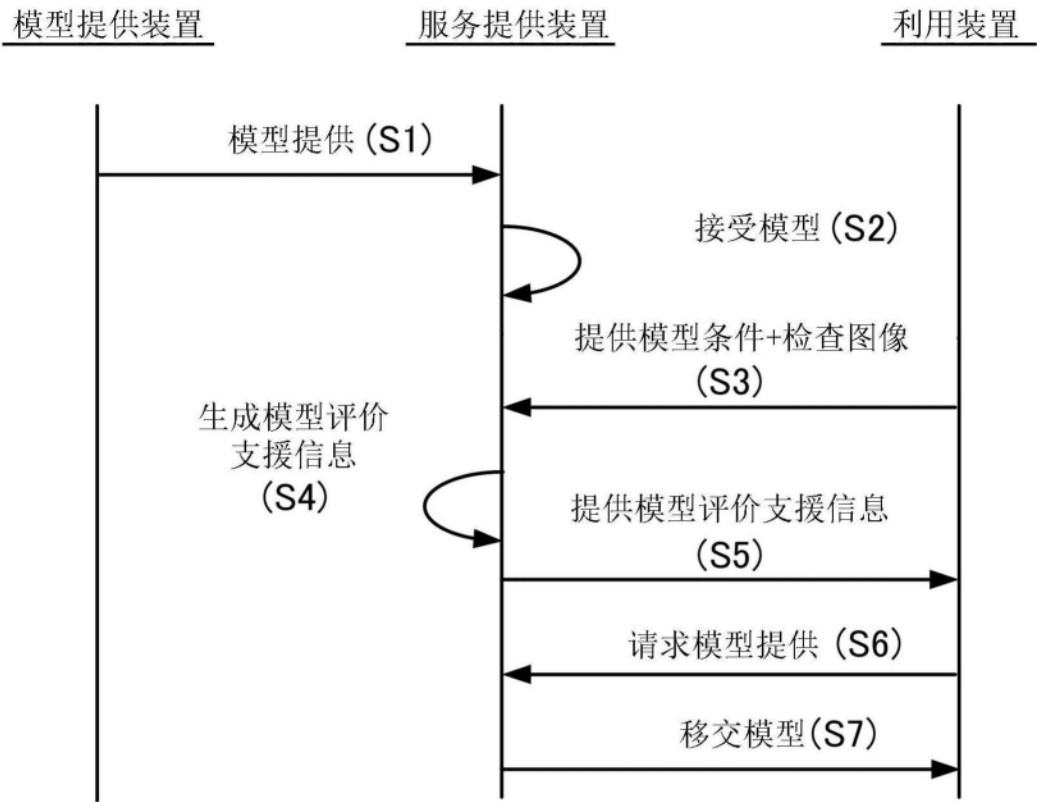 模型提供装置
服务提供装置
利用装置
模型提供(S1)
接受模型(S2)
提供模型条件+检查图像
(S3)
生成模型评价
支援信息
(S4)
提供模型评价支援信息
(S5)
请求模型提供 (S6)
移交模型(S7)